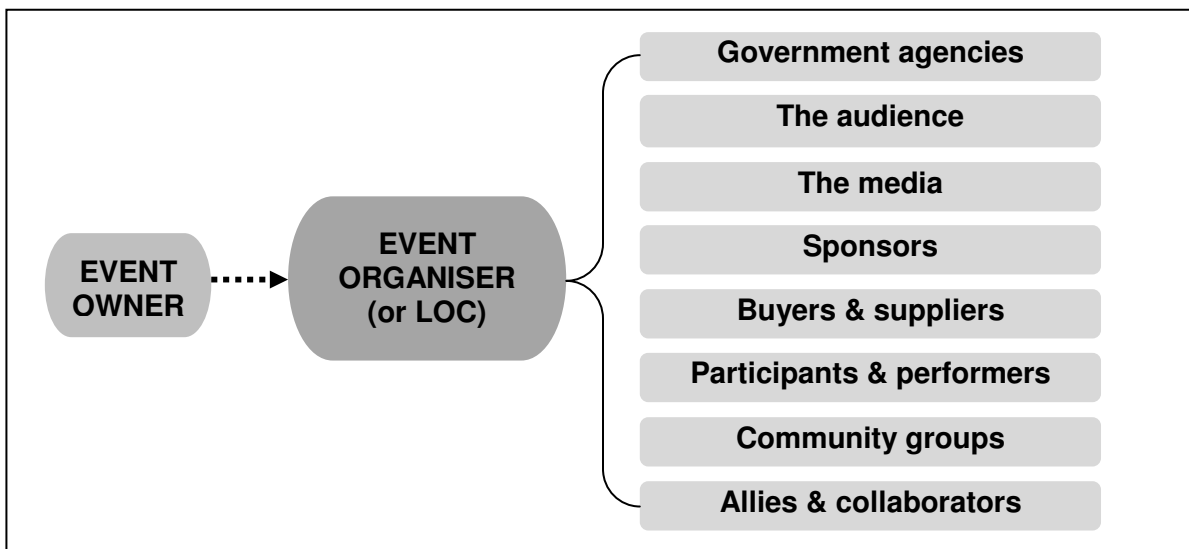 EVENT
OWNER
EVENT
ORGANISER
(or LOC)
Government agencies
The audience
The media
Sponsors
Buyers & suppliers
Participants & performers
Community groups
Allies & collaborators